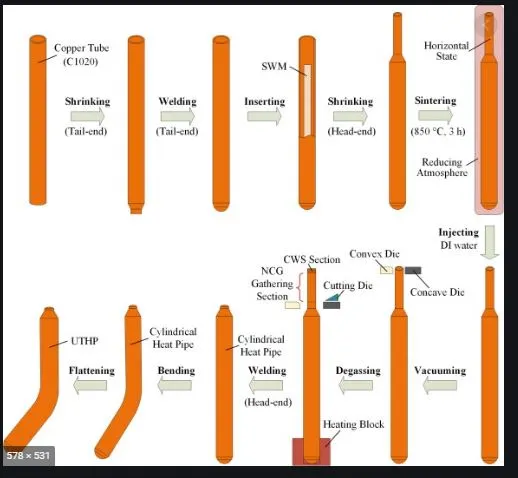 Copper Tube
(C1020)
Shrinking
(Tail-end)
Welding
(Tail-end)
Inserting
SWM
Shrinking
(Head-end)
Sintering
(850 °C, 3 h)
Horizontal
State
Reducing
Atmosphere
Injecting
DI water
Vacuuming
Convex Die
Concave Die
Degassing
CWS Section
NCG
Gathering
Section
Cutting Die
Heating Block
Welding
(Head-end)
Cylindrical
Heat Pipe
Bending
Cylindrical
Heat Pipe
Flattening
UTHP
578 × 531